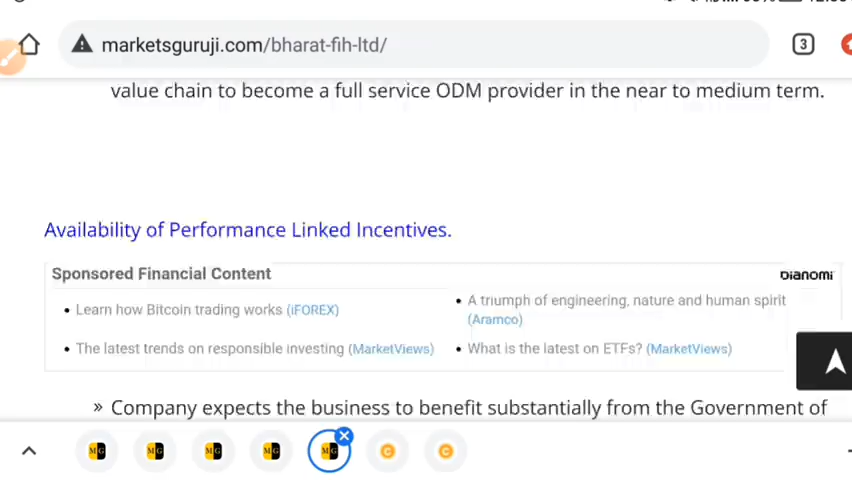 marketsguruji.com/bharat-fih-ltd/
3
value chain to become a full service ODM provider in the near to medium term.
Availability of Performance Linked Incentives.
Sponsored Financial Content
Dianomi
• Learn how Bitcoin trading works (iFOREX)
• A triumph of engineering, nature and human spirit
(Aramco)
• The latest trends on responsible investing (MarketViews)
• What is the latest on ETFs? (MarketViews)
» Company expects the business to benefit substantially from the Government of
MG MG MG MG MG C C